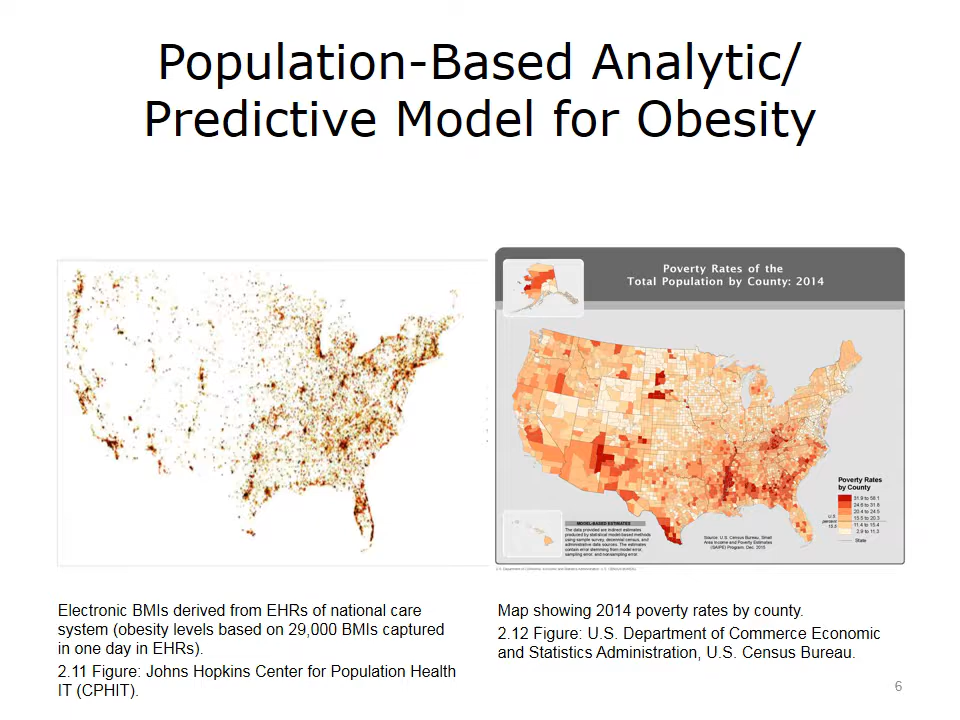 Population-Based Analytic/
Predictive Model for Obesity
Poverty Rates of the
Total Population by County: 2014
Poverty Rates
by County
31.9 to 56.1
24.6 to 31.8
20.4 to 24.5
15.5 to 20.3
11.4 to 15.4
2.9 to 11.3
State
U.S.
percent
15.5
MODEL-BASED ESTIMATES
The data provided are indirect estimates
produced by statistical model-based methods
using sample survey, decennial census, and
administrative data sources. The estimates
contain error stemming from model error,
sampling error, and nonsampling error.
Source: U.S. Census Bureau, Small
Area Income and Poverty Estimates
(SAIPE) Program, Dec. 2015
Electronic BMIs derived from EHRs of national care
system (obesity levels based on 29,000 BMIs captured
in one day in EHRs).
2.11 Figure: Johns Hopkins Center for Population Health
IT (CPHIT).
Map showing 2014 poverty rates by county.
2.12 Figure: U.S. Department of Commerce Economic
and Statistics Administration, U.S. Census Bureau.
6